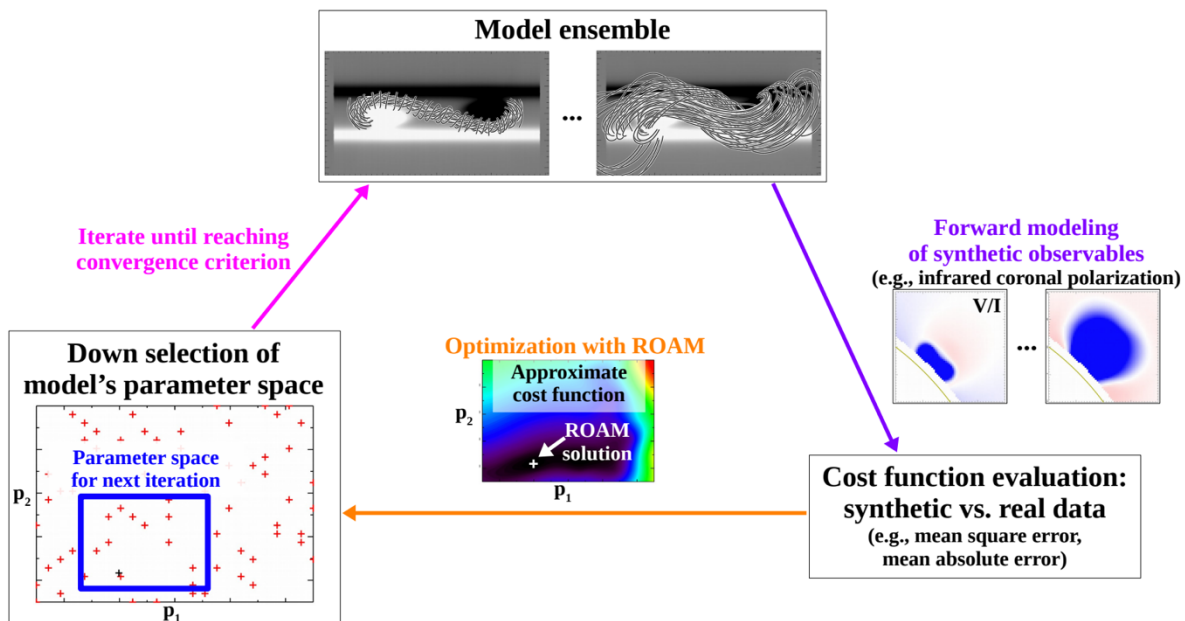 Model ensemble
...
Iterate until reaching
convergence criterion
Forward modeling
of synthetic observables
(e.g., infrared coronal polarization)
V/I
...
Down selection of
model's parameter space
Parameter space
for next iteration
p2
p1
Optimization with ROAM
Approximate
cost function
ROAM
solution
p2
p1
Cost function evaluation:
synthetic vs. real data
(e.g., mean square error,
mean absolute error)